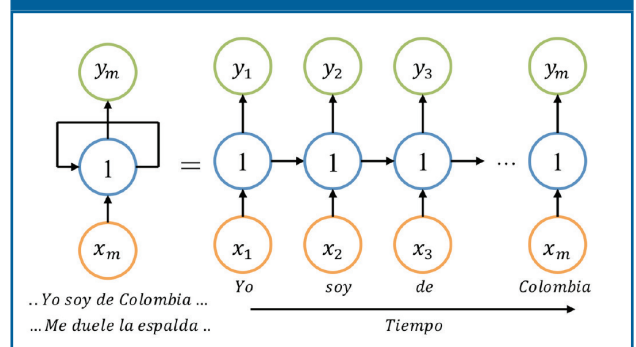 yₘ y₁ y₂ y₃ yₘ
1 = 1 1 1 ... 1
xₘ x₁ x₂ x₃ xₘ
Yo soy de Colombia
.. Yo soy de Colombia ...
... Me duele la espalda ..
Tiempo